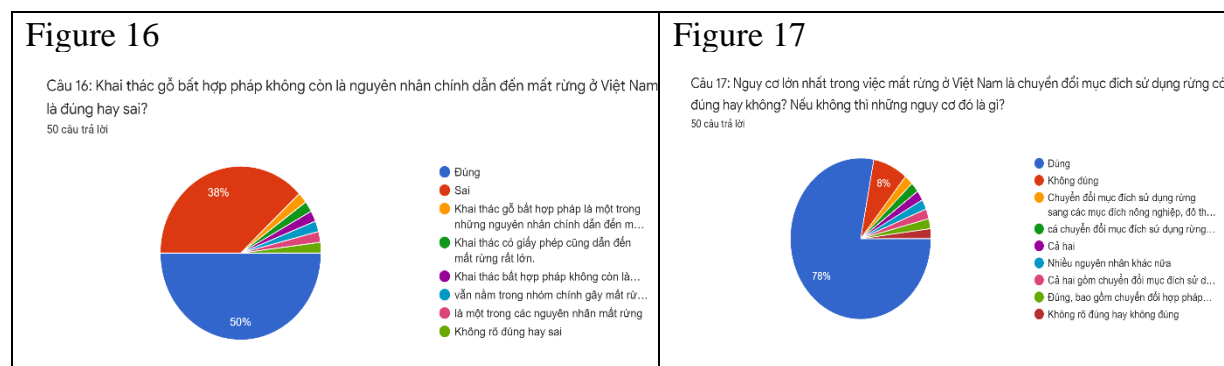 Figure 16
Câu 16: Khai thác gỗ bất hợp pháp không còn là nguyên nhân chính dẫn đến mất rừng ở Việt Nam
là đúng hay sai?
50 câu trả lời
38%
50%
Đúng
Sai
Khai thác gỗ bất hợp pháp là một trong
những nguyên nhân chính dẫn đến m...
Khai thác có giấy phép cũng dẫn đến
mất rừng rất lớn.
Khai thác bất hợp pháp không còn là...
vẫn nằm trong nhóm chính gây mất rừ...
là một trong các nguyên nhân mất rừng
Không rõ đúng hay sai
Figure 17
Câu 17: Nguy cơ lớn nhất trong việc mất rừng ở Việt Nam là chuyển đổi mục đích sử dụng rừng có
đúng hay không? Nếu không thì những nguy cơ đó là gì?
50 câu trả lời
8%
78%
Đúng
Không đúng
Chuyển đổi mục đích sử dụng rừng
sang các mục đích nông nghiệp, đô th...
cả chuyển đổi mục đích sử dụng rừng...
Cả hai
Nhiều nguyên nhân khác nữa
Cả hai gồm chuyển đổi mục đích sử d...
Đúng, bao gồm chuyển đổi hợp pháp...
Không rõ đúng hay không đúng